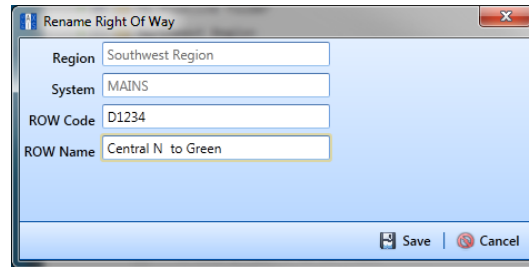 Rename Right Of Way
Region Southwest Region
System MAINS
ROW Code D1234
ROW Name Central N  to Green
Save | Cancel